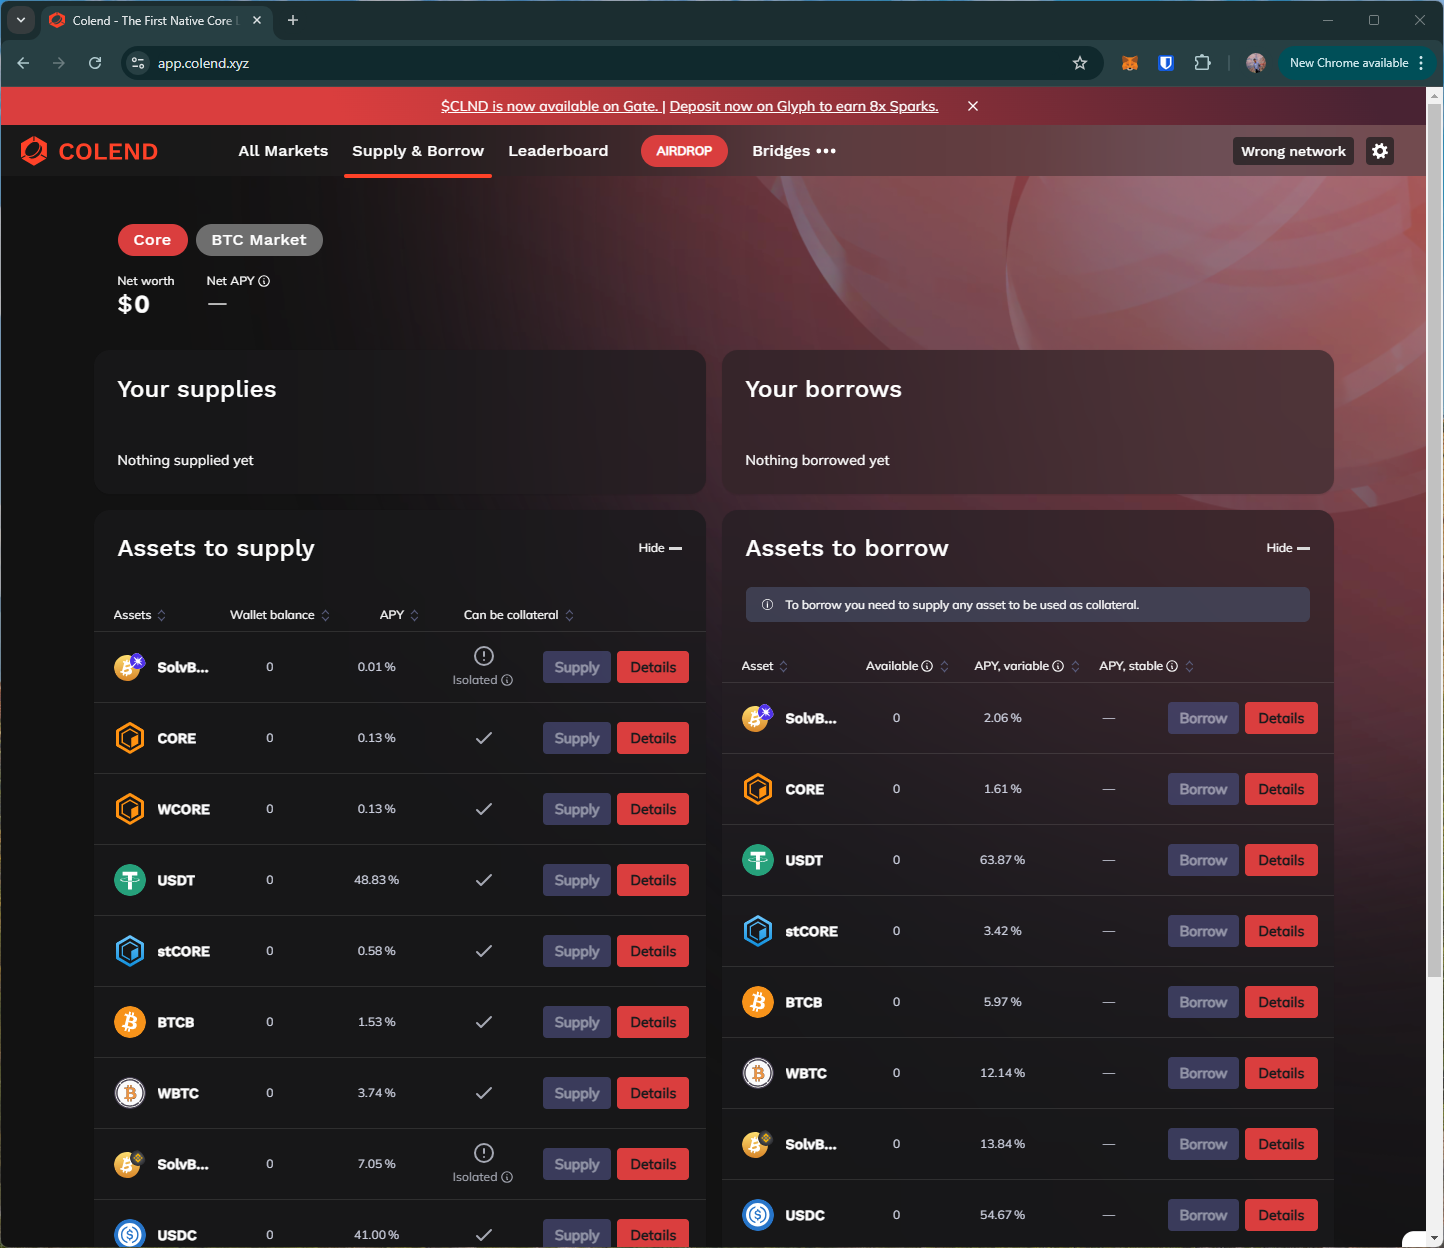 Colend - The First Native Core L
app.colend.xyz
New Chrome available
$CLND is now available on Gate. | Deposit now on Glyph to earn 8x Sparks.
COLEND
All Markets
Supply & Borrow
Leaderboard
AIRDROP
Bridges
Wrong network
Core
BTC Market
Net worth
Net APY
$0
—
Your supplies
Nothing supplied yet
Your borrows
Nothing borrowed yet
Assets to supply
Hide
Assets Wallet balance APY Can be collateral
SolvB... 0 0.01 % Isolated Supply Details
CORE 0 0.13 % Supply Details
WCORE 0 0.13 % Supply Details
USDT 0 48.83 % Supply Details
stCORE 0 0.58 % Supply Details
BTCB 0 1.53 % Supply Details
WBTC 0 3.74 % Supply Details
SolvB... 0 7.05 % Isolated Supply Details
USDC 0 41.00 % Supply Details
Assets to borrow
Hide
To borrow you need to supply any asset to be used as collateral.
Asset Available APY, variable APY, stable
SolvB... 0 2.06 % — Borrow Details
CORE 0 1.61 % — Borrow Details
USDT 0 63.87 % — Borrow Details
stCORE 0 3.42 % — Borrow Details
BTCB 0 5.97 % — Borrow Details
WBTC 0 12.14 % — Borrow Details
SolvB... 0 13.84 % — Borrow Details
USDC 0 54.67 % — Borrow Details